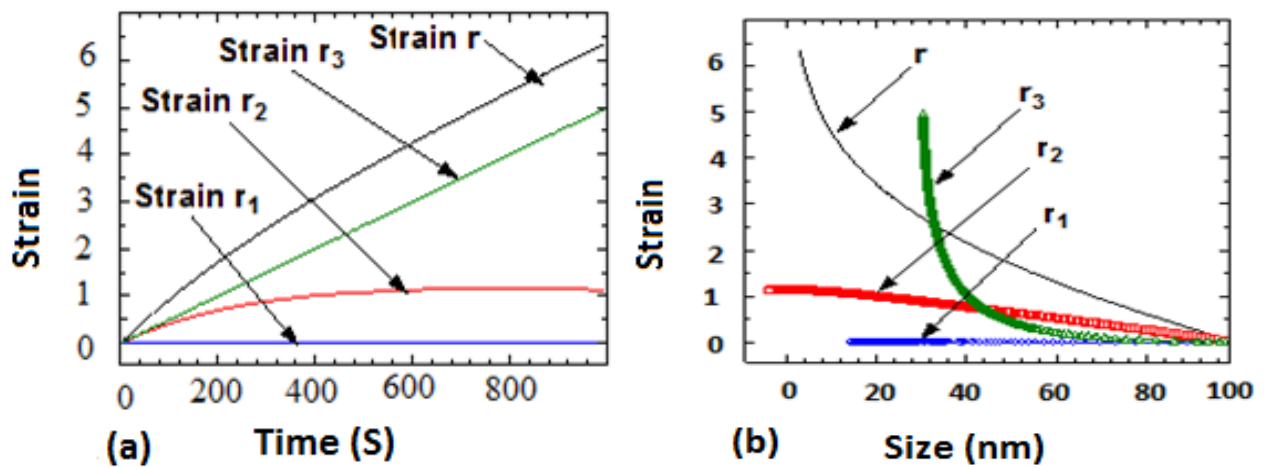 Strain
6
5
4
3
2
1
0
Strain r
Strain r3
Strain r2
Strain r1
0 200 400 600 800
(a) Time (S)
Strain
6
5
4
3
2
1
0
r
r3
r2
r1
0 20 40 60 80 100
(b) Size (nm)